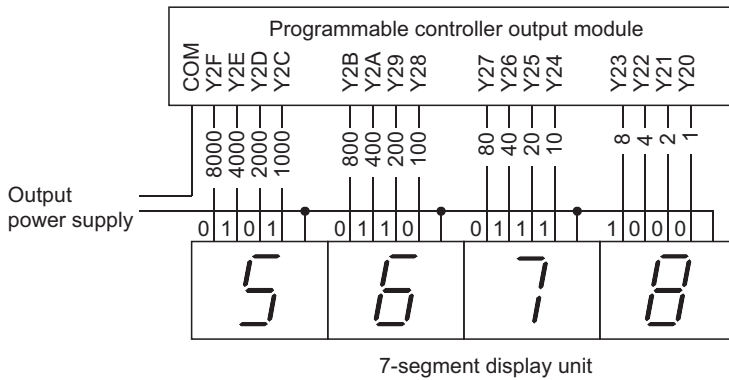 Programmable controller output module
COM Y2F Y2E Y2D Y2C Y2B Y2A Y29 Y28 Y27 Y26 Y25 Y24 Y23 Y22 Y21 Y20
8000 4000 2000 1000 800 400 200 100 80 40 20 10 8 4 2 1
Output
power supply
0 1 0 1 0 1 1 0 0 1 1 1 1 0 0 0
5 6 7 8
7-segment display unit